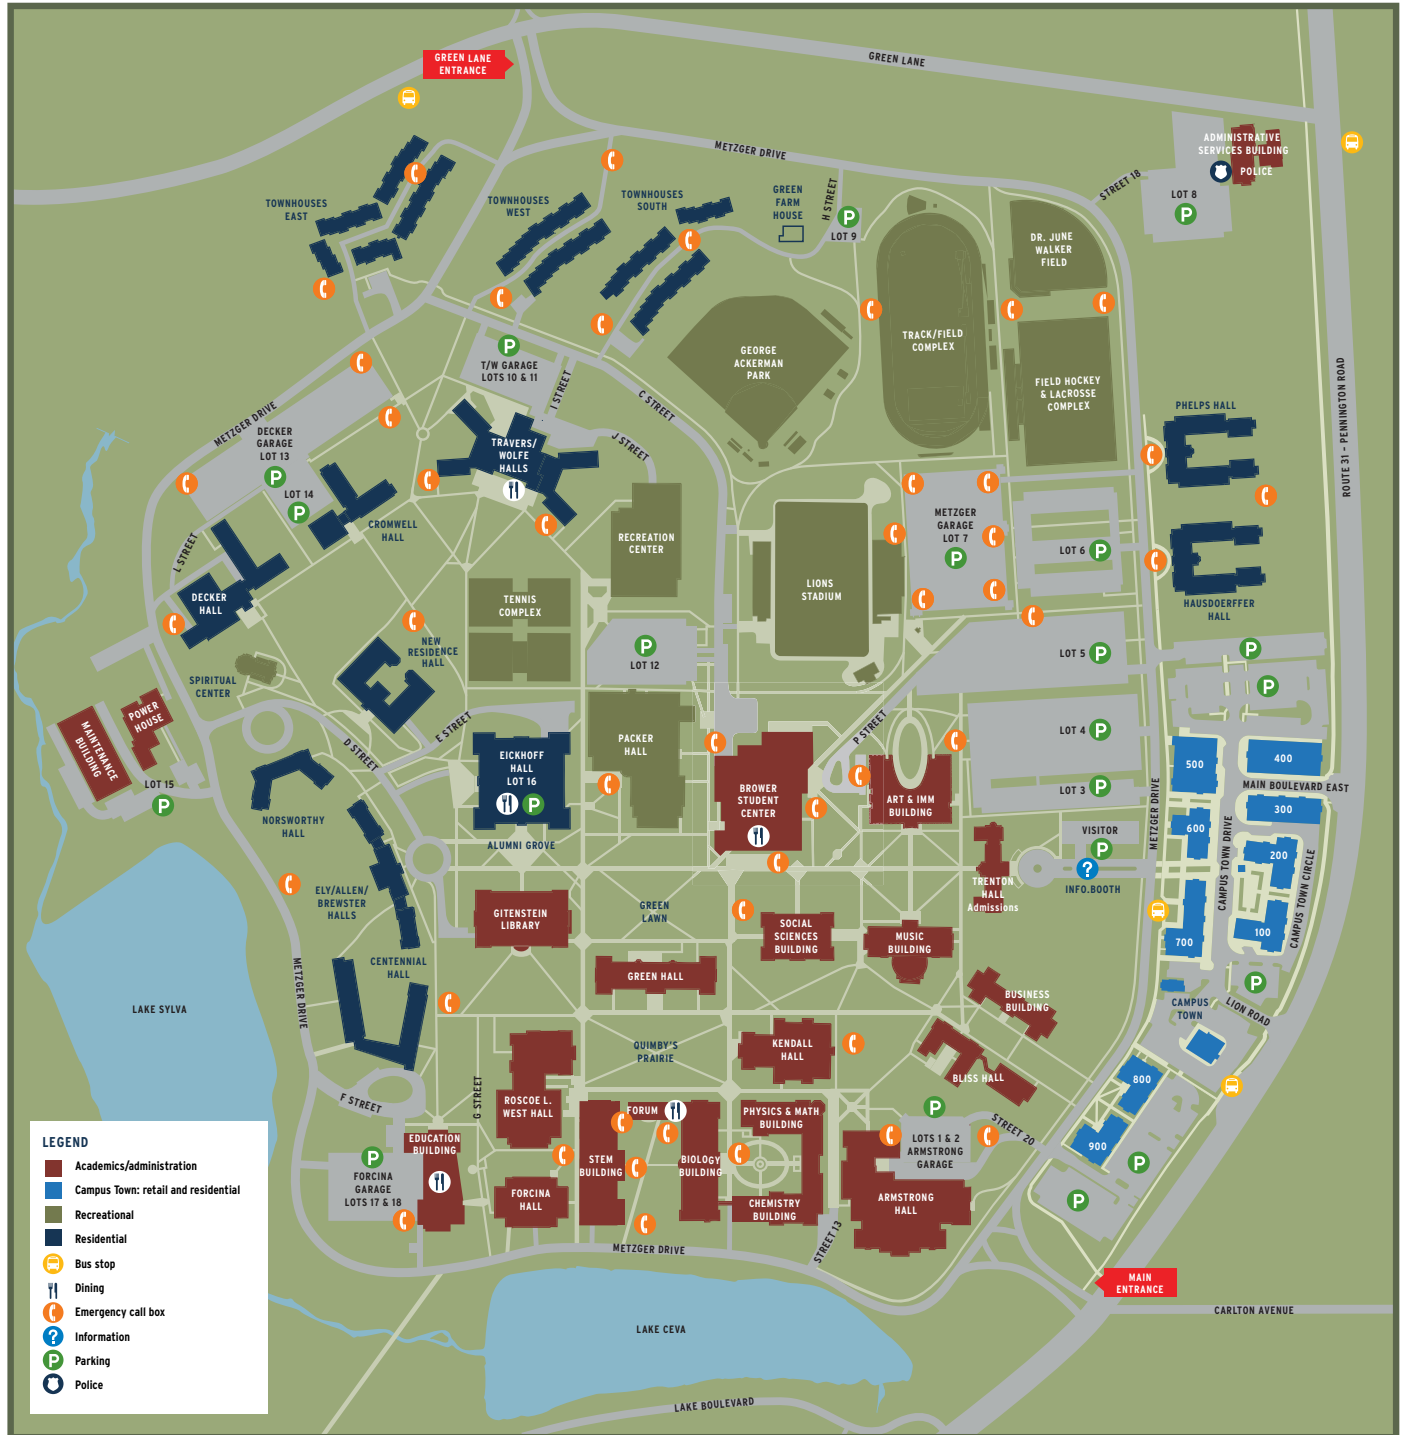 GREEN LANE
ENTRANCE
GREEN LANE
METZGER DRIVE
STREET 18
ADMINISTRATIVE
SERVICES BUILDING
POLICE
LOT 8
P
TOWNHOUSES
EAST
TOWNHOUSES
WEST
TOWNHOUSES
SOUTH
GREEN
FARM
HOUSE
H STREET
P
LOT 9
DR. JUNE
WALKER
FIELD
TRACK/FIELD
COMPLEX
GEORGE
ACKERMAN
PARK
FIELD HOCKEY
& LACROSSE
COMPLEX
P
T/W GARAGE
LOTS 10 & 11
I STREET
C STREET
J STREET
METZGER DRIVE
DECKER
GARAGE
LOT 13
P
LOT 14
P
TRAVERS/
WOLFE
HALLS
CROMWELL
HALL
PHELPS HALL
ROUTE 31 - PENNINGTON ROAD
RECREATION
CENTER
METZGER
GARAGE
LOT 7
P
LOT 6 P
LIONS
STADIUM
L STREET
DECKER
HALL
TENNIS
COMPLEX
HAUSDOERFFER
HALL
NEW
RESIDENCE
HALL
P
LOT 12
LOT 5 P
P
P
SPIRITUAL
CENTER
MAINTENANCE
BUILDING
POWER
HOUSE
LOT 15
P
D STREET
E STREET
EICKHOFF
HALL
LOT 16
P
PACKER
HALL
P STREET
LOT 4 P
LOT 3 P
BROWER
STUDENT
CENTER
ART & IMM
BUILDING
500
400
MAIN BOULEVARD EAST
300
METZGER DRIVE
600
CAMPUS TOWN DRIVE
200
CAMPUS TOWN CIRCLE
100
700
NORSWORTHY
HALL
ALUMNI GROVE
VISITOR
P
?
INFO.BOOTH
TRENTON
HALL
Admissions
ELY/ALLEN/
BREWSTER
HALLS
GITENSTEIN
LIBRARY
GREEN
LAWN
SOCIAL
SCIENCES
BUILDING
MUSIC
BUILDING
CENTENNIAL
HALL
GREEN HALL
BUSINESS
BUILDING
P
LION ROAD
CAMPUS
TOWN
METZGER DRIVE
LAKE SYLVA
QUIMBY'S
PRAIRIE
KENDALL
HALL
BLISS HALL
800
900
P
P
F STREET
G STREET
ROSCOE L.
WEST HALL
FORUM
PHYSICS & MATH
BUILDING
P
LOTS 1 & 2
ARMSTRONG
GARAGE
STREET 20
EDUCATION
BUILDING
P
FORCINA
GARAGE
LOTS 17 & 18
FORCINA
HALL
STEM
BUILDING
BIOLOGY
BUILDING
CHEMISTRY
BUILDING
ARMSTRONG
HALL
STREET 13
METZGER DRIVE
MAIN
ENTRANCE
CARLTON AVENUE
LAKE CEVA
LAKE BOULEVARD
LEGEND
Academics/administration
Campus Town: retail and residential
Recreational
Residential
Bus stop
Dining
Emergency call box
? Information
P Parking
Police